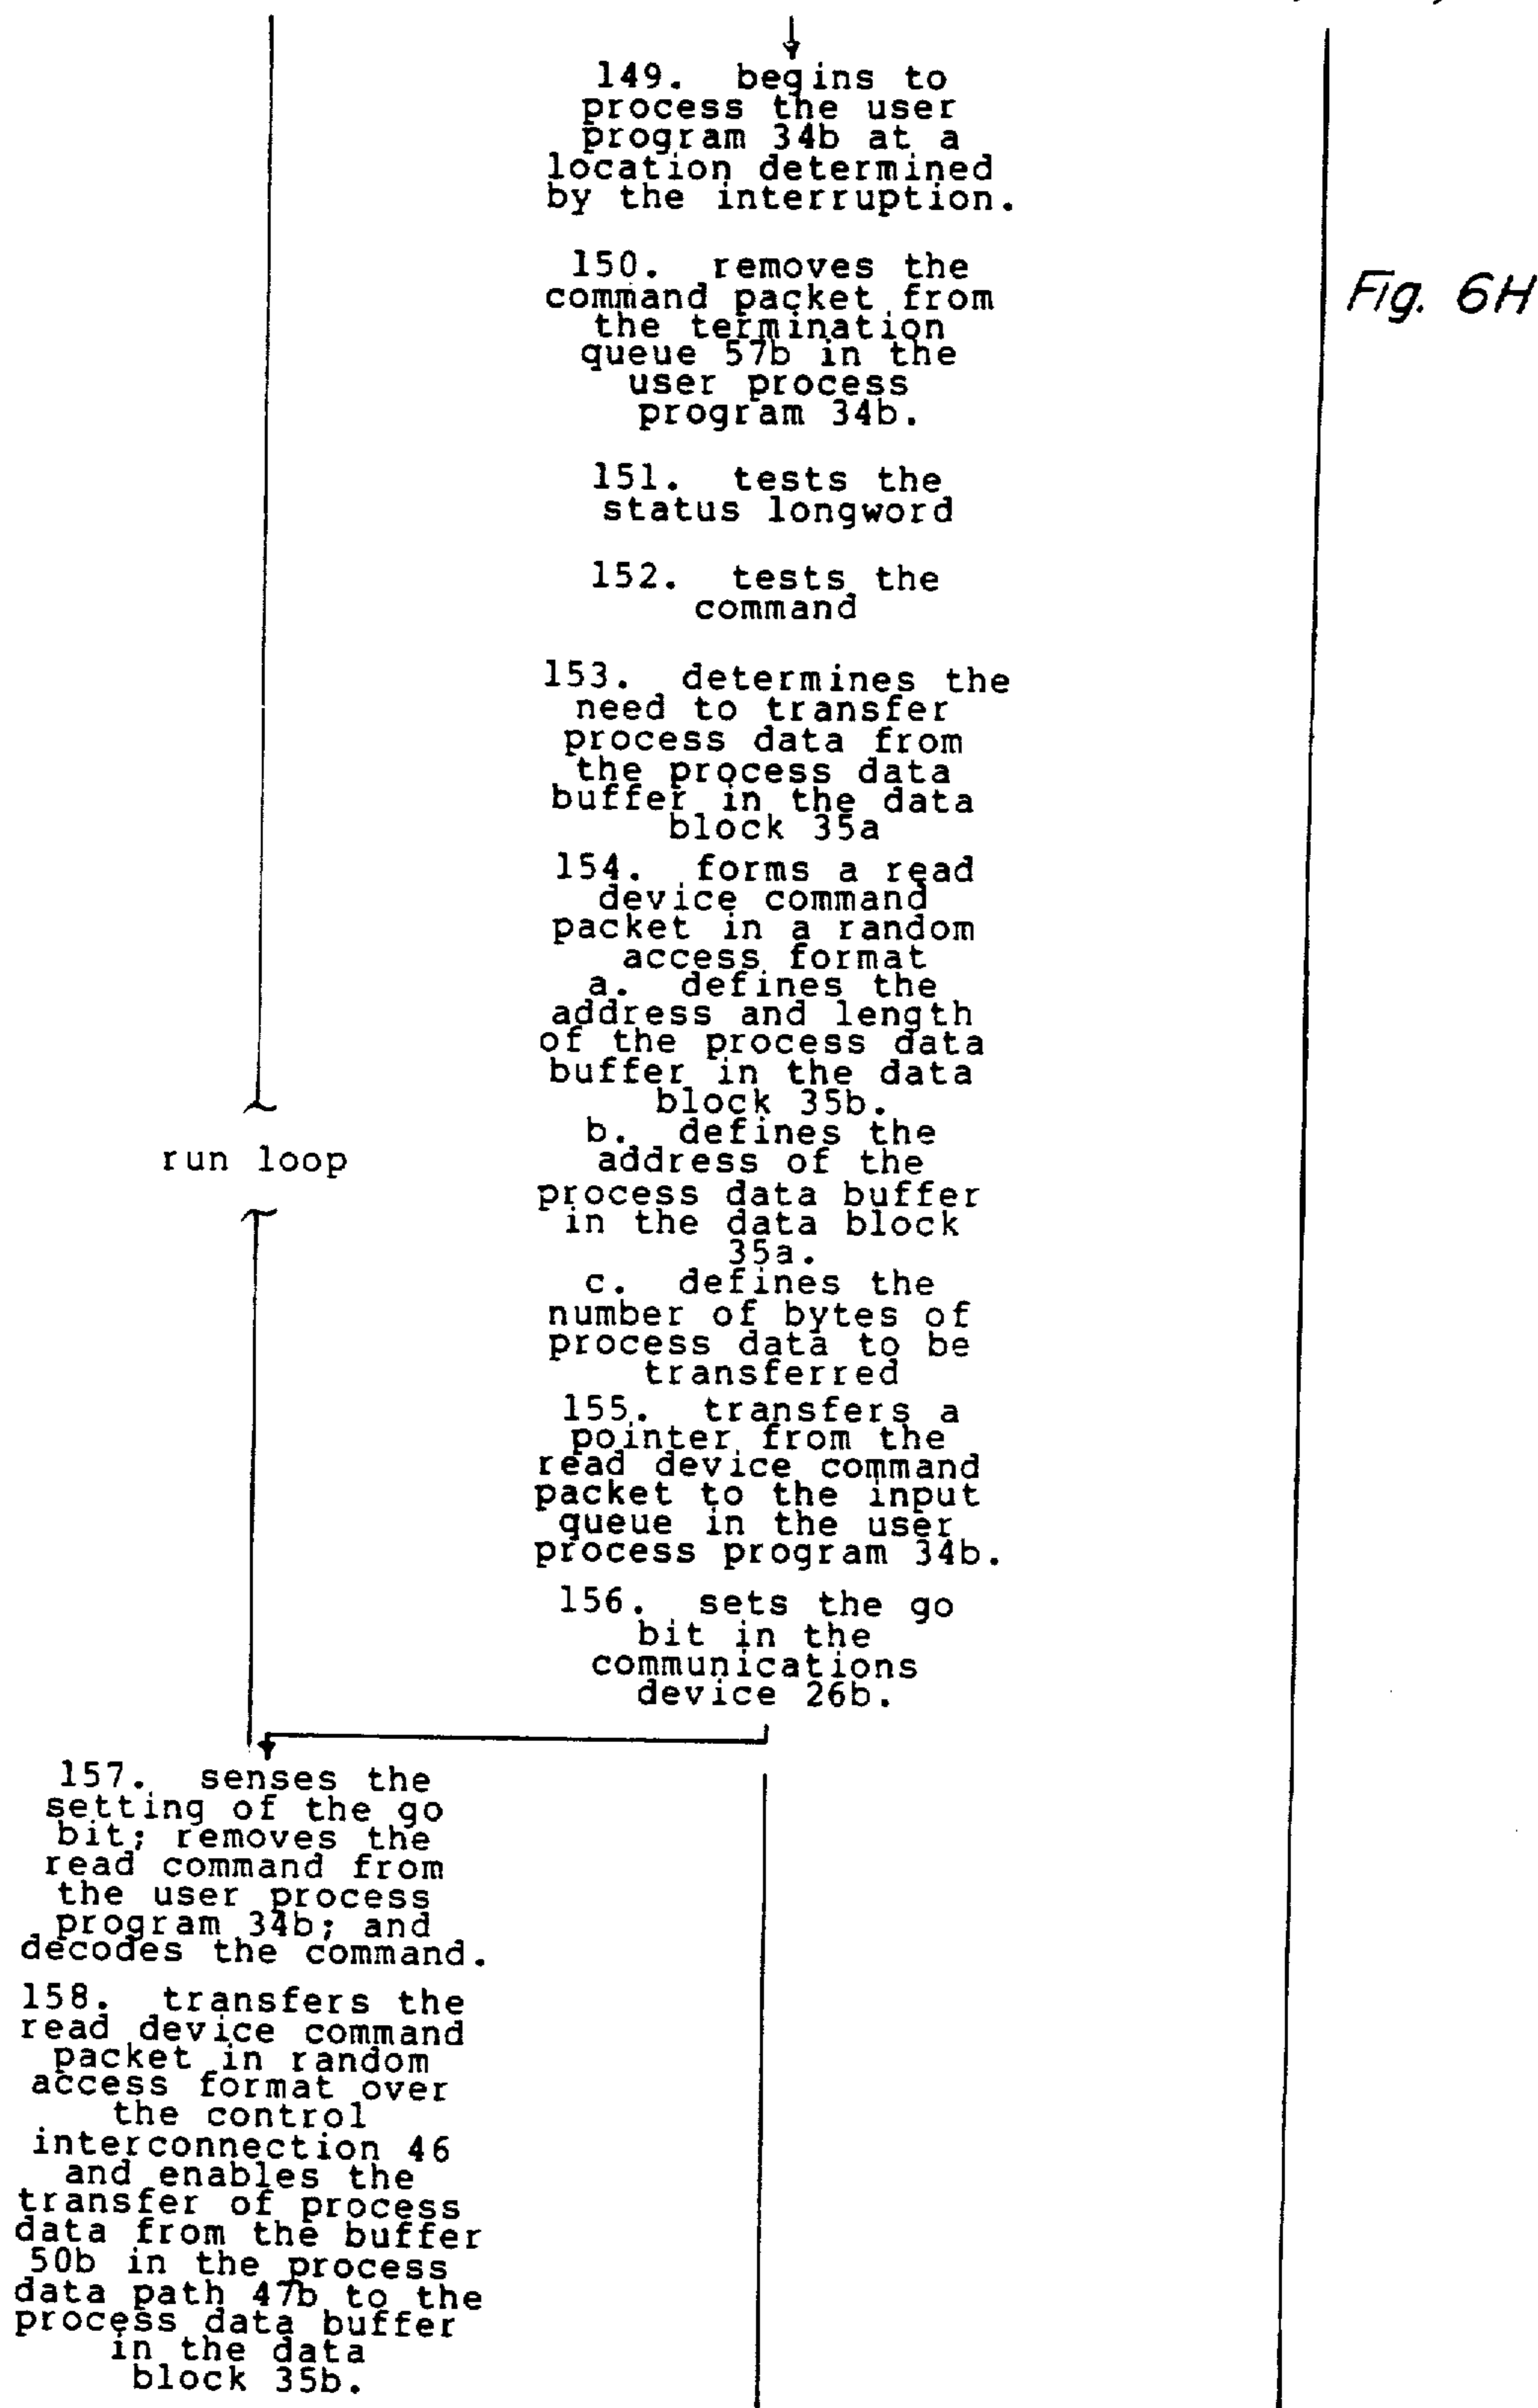 149. begins to
process the user
program 34b at a
location determined
by the interruption.
150. removes the
command packet from
the termination
queue 57b in the
user process
program 34b.
Fig. 6H
151. tests the
status longword
152. tests the
command
153. determines the
need to transfer
process data from
the process data
buffer in the data
block 35a
154. forms a read
device command
packet in a random
access format
a. defines the
address and length
of the process data
buffer in the data
block 35b.
b. defines the
address of the
process data buffer
in the data block
35a.
c. defines the
number of bytes of
process data to be
transferred
run loop
155. transfers a
pointer from the
read device command
packet to the input
queue in the user
process program 34b.
156. sets the go
bit in the
communications
device 26b.
157. senses the
setting of the go
bit; removes the
read command from
the user process
program 34b; and
decodes the command.
158. transfers the
read device command
packet in random
access format over
the control
interconnection 46
and enables the
transfer of process
data from the buffer
50b in the process
data path 47b to the
process data buffer
in the data
block 35b.